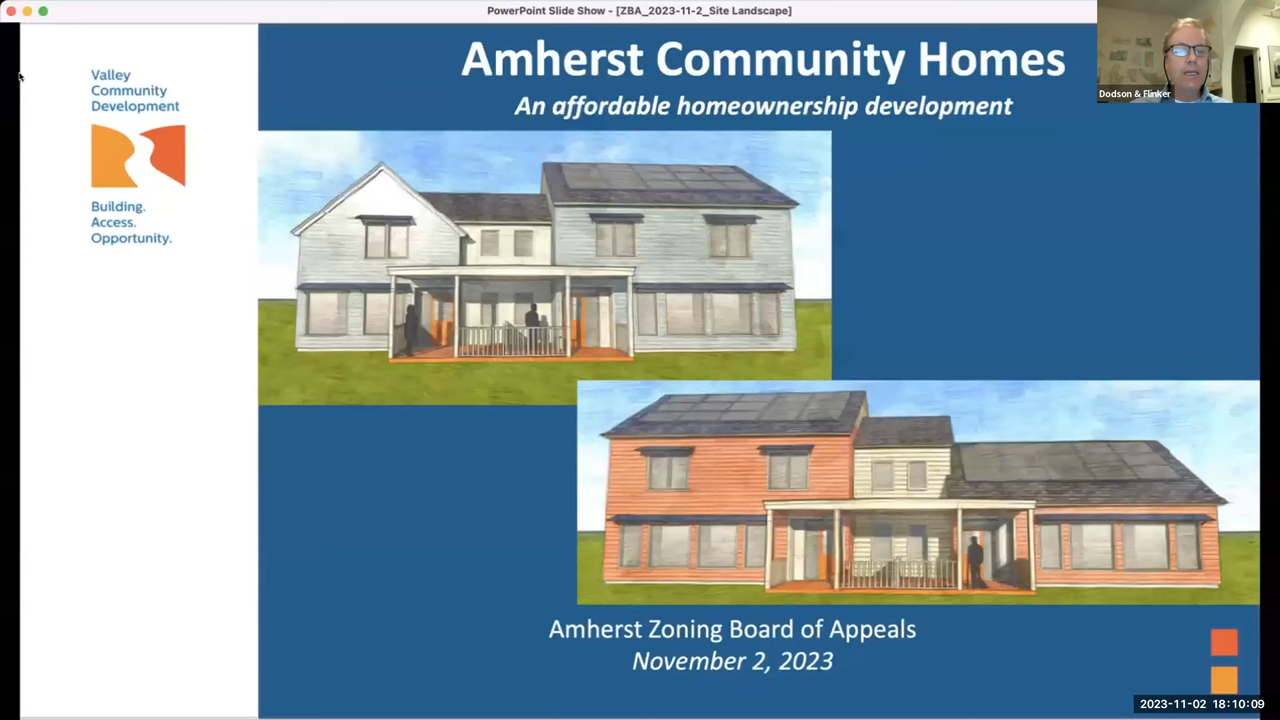 PowerPoint Slide Show - [ZBA_2023-11-2_Site Landscape]
Valley
Community
Development
Building.
Access.
Opportunity.
Amherst Community Homes
An affordable homeownership development
Dodson & Flinker
Amherst Zoning Board of Appeals
November 2, 2023
2023-11-02 18:10:09